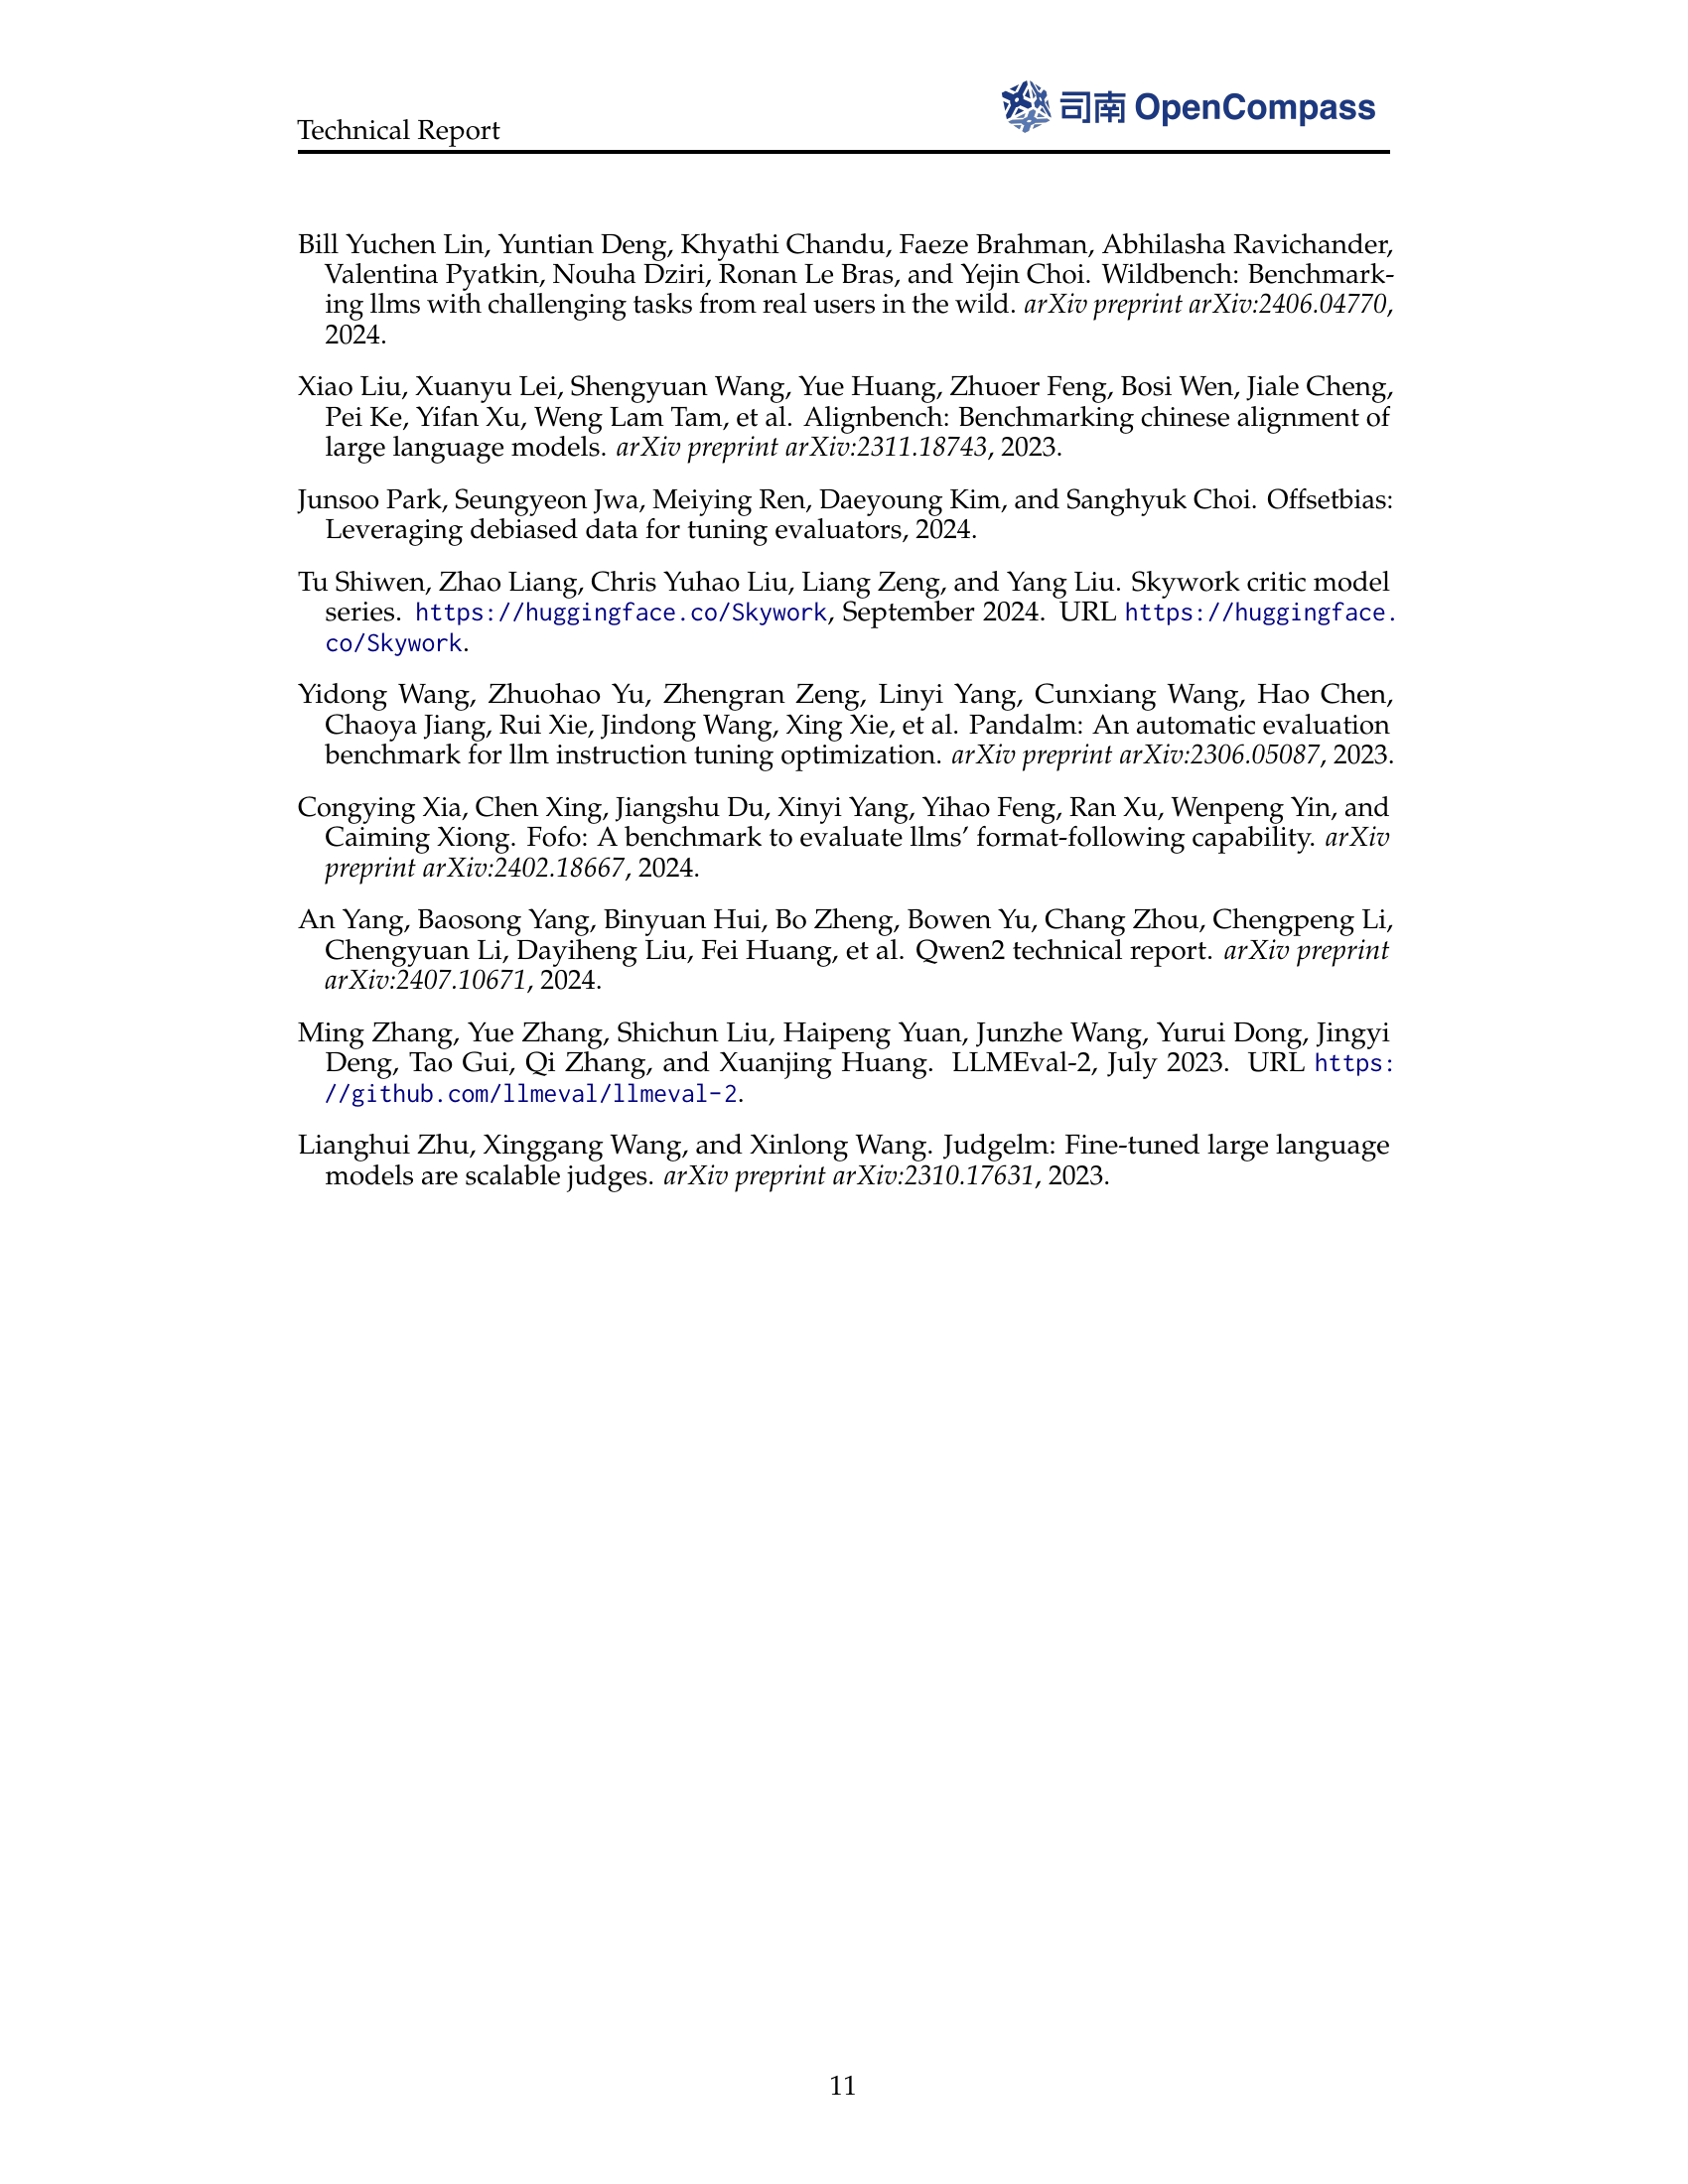 司南 OpenCompass
Technical Report
Bill Yuchen Lin, Yuntian Deng, Khyathi Chandu, Faeze Brahman, Abhilasha Ravichander,
Valentina Pyatkin, Nouha Dziri, Ronan Le Bras, and Yejin Choi. Wildbench: Benchmark-
ing llms with challenging tasks from real users in the wild. arXiv preprint arXiv:2406.04770,
2024.
Xiao Liu, Xuanyu Lei, Shengyuan Wang, Yue Huang, Zhuoer Feng, Bosi Wen, Jiale Cheng,
Pei Ke, Yifan Xu, Weng Lam Tam, et al. Alignbench: Benchmarking chinese alignment of
large language models. arXiv preprint arXiv:2311.18743, 2023.
Junsoo Park, Seungyeon Jwa, Meiying Ren, Daeyoung Kim, and Sanghyuk Choi. Offsetbias:
Leveraging debiased data for tuning evaluators, 2024.
Tu Shiwen, Zhao Liang, Chris Yuhao Liu, Liang Zeng, and Yang Liu. Skywork critic model
series. https://huggingface.co/Skywork, September 2024. URL https://huggingface.
co/Skywork.
Yidong Wang, Zhuohao Yu, Zhengran Zeng, Linyi Yang, Cunxiang Wang, Hao Chen,
Chaoya Jiang, Rui Xie, Jindong Wang, Xing Xie, et al. Pandalm: An automatic evaluation
benchmark for llm instruction tuning optimization. arXiv preprint arXiv:2306.05087, 2023.
Congying Xia, Chen Xing, Jiangshu Du, Xinyi Yang, Yihao Feng, Ran Xu, Wenpeng Yin, and
Caiming Xiong. Fofo: A benchmark to evaluate llms’ format-following capability. arXiv
preprint arXiv:2402.18667, 2024.
An Yang, Baosong Yang, Binyuan Hui, Bo Zheng, Bowen Yu, Chang Zhou, Chengpeng Li,
Chengyuan Li, Dayiheng Liu, Fei Huang, et al. Qwen2 technical report. arXiv preprint
arXiv:2407.10671, 2024.
Ming Zhang, Yue Zhang, Shichun Liu, Haipeng Yuan, Junzhe Wang, Yurui Dong, Jingyi
Deng, Tao Gui, Qi Zhang, and Xuanjing Huang. LLMEval-2, July 2023. URL https:
//github.com/llmeval/llmeval-2.
Lianghui Zhu, Xinggang Wang, and Xinlong Wang. Judgelm: Fine-tuned large language
models are scalable judges. arXiv preprint arXiv:2310.17631, 2023.
11